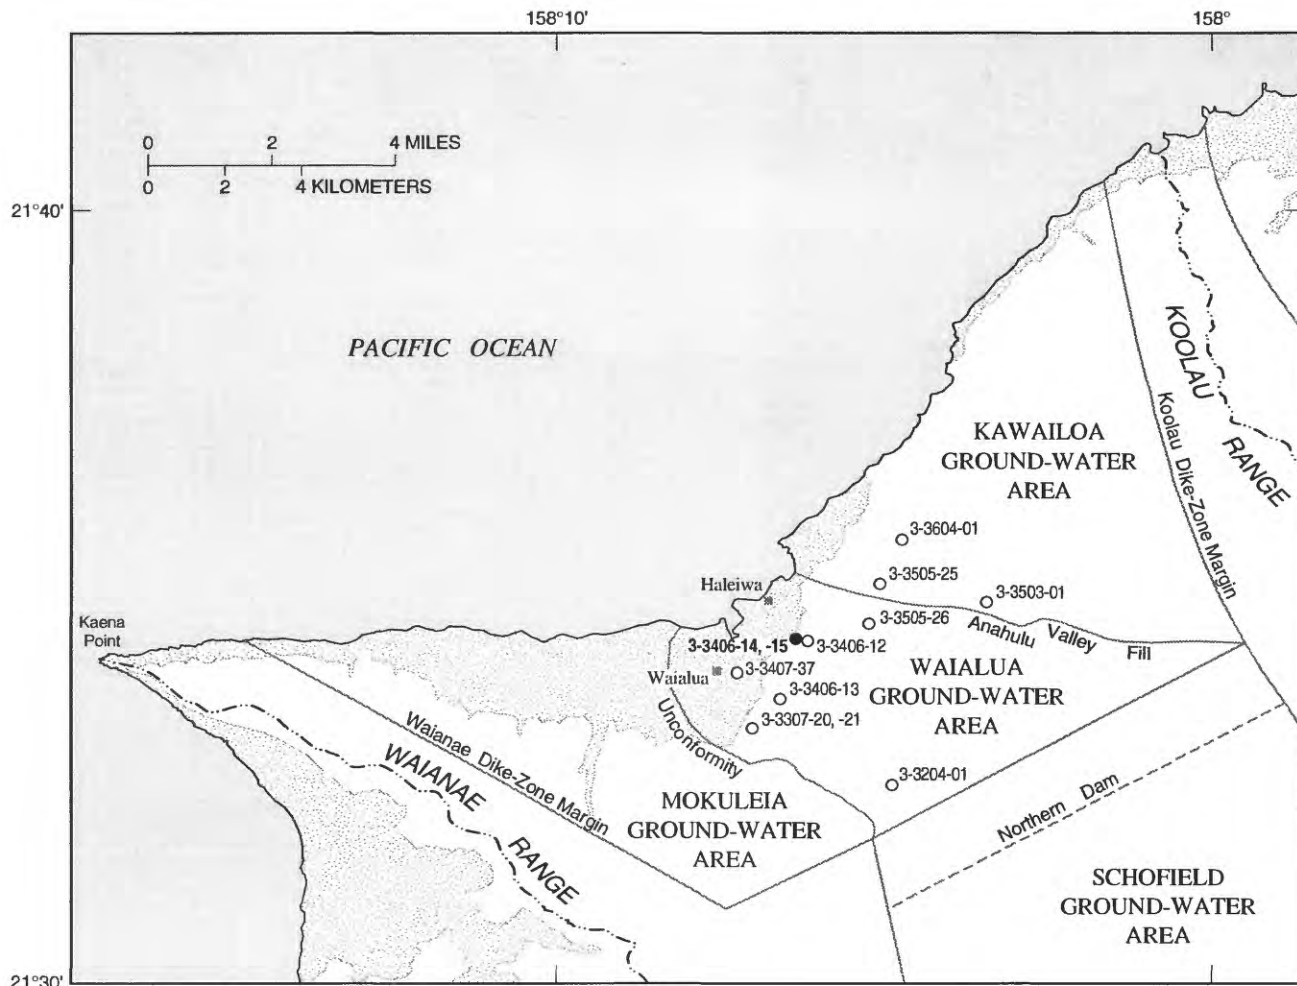 158°10'
158°
0 2 4 MILES
0 2 4 KILOMETERS
21°40'
PACIFIC OCEAN
KOOLAU
RANGE
Koolau Dike-Zone Margin
KAWAILOA
GROUND-WATER
AREA
3-3604-01
3-3505-25
Haleiwa
3-3503-01
3-3505-26
Anahulu Valley Fill
Kaena
Point
3-3406-14, -15
3-3406-12
WAIALUA
GROUND-WATER
AREA
Waialua
3-3407-37
3-3406-13
3-3307-20, -21
Unconformity
Waianae Dike-Zone Margin
WAIANAE
RANGE
3-3204-01
MOKULEIA
GROUND-WATER
AREA
Northern Dam
SCHOFIELD
GROUND-WATER
AREA
21°30'